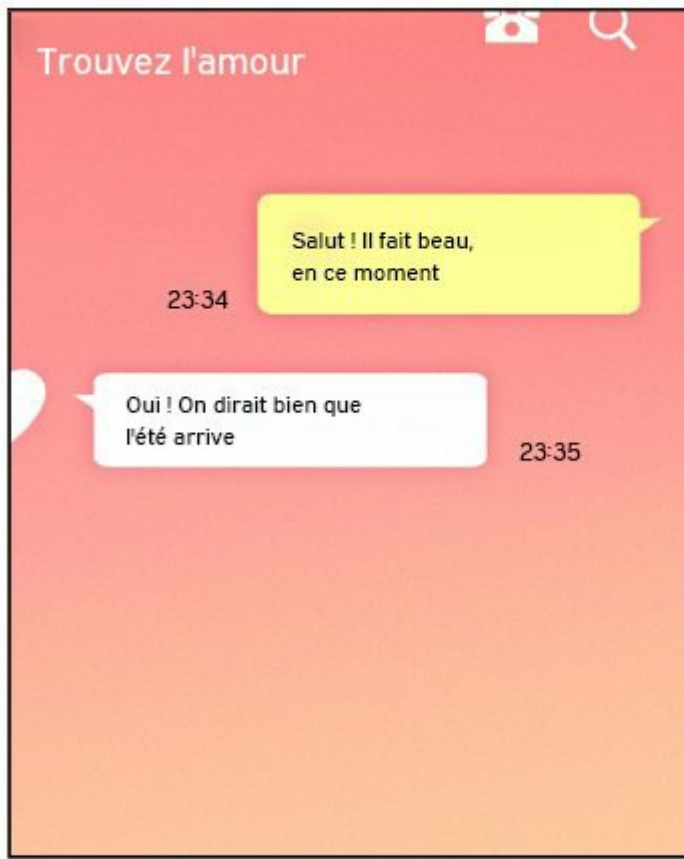 Trouvez l'amour
Salut ! Il fait beau,
en ce moment
23:34
Oui ! On dirait bien que
l'été arrive
23:35